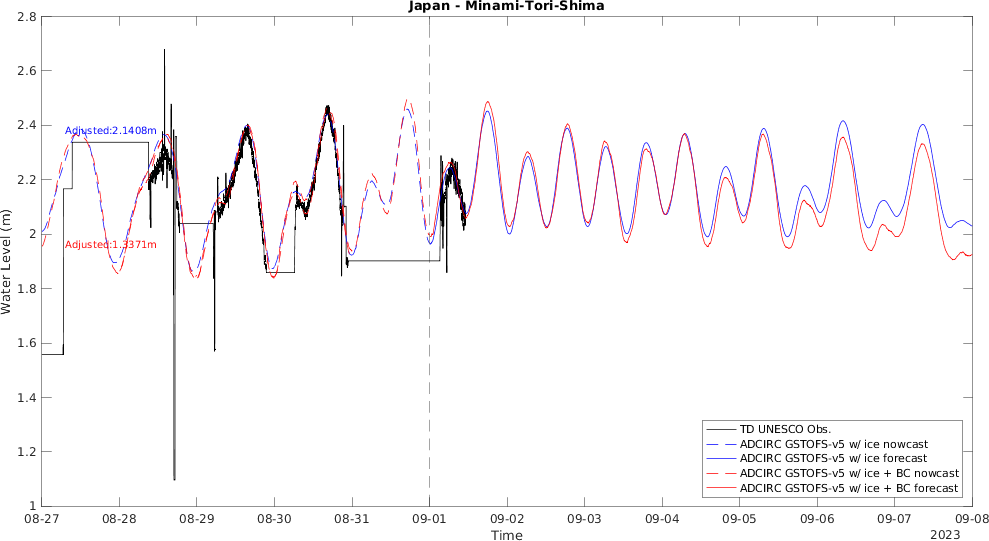 Japan - Minami-Tori-Shima
2.8
2.6
2.4
2.2
2
1.8
1.6
1.4
1.2
1
Water Level (m)
Adjusted:2.1408m
Adjusted:1.3371m
TD UNESCO Obs.
ADCIRC GSTOFS-v5 w/ ice nowcast
ADCIRC GSTOFS-v5 w/ ice forecast
ADCIRC GSTOFS-v5 w/ ice + BC nowcast
ADCIRC GSTOFS-v5 w/ ice + BC forecast
08-27 08-28 08-29 08-30 08-31 09-01 09-02 09-03 09-04 09-05 09-06 09-07 09-08
Time
2023